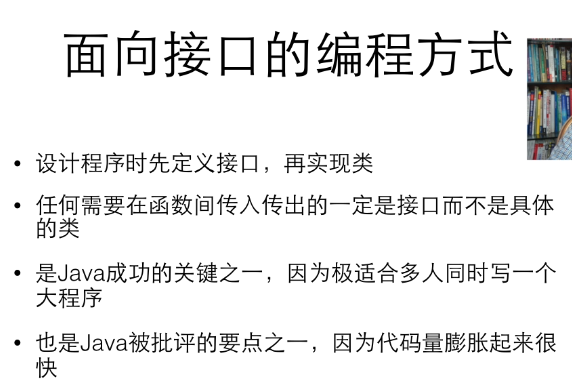 面向接口的编程方式
• 设计程序时先定义接口，再实现类
• 任何需要在函数间传入传出的一定是接口而不是具体
的类
• 是Java成功的关键之一，因为极适合多人同时写一个
大程序
• 也是Java被批评的要点之一，因为代码量膨胀起来很
快